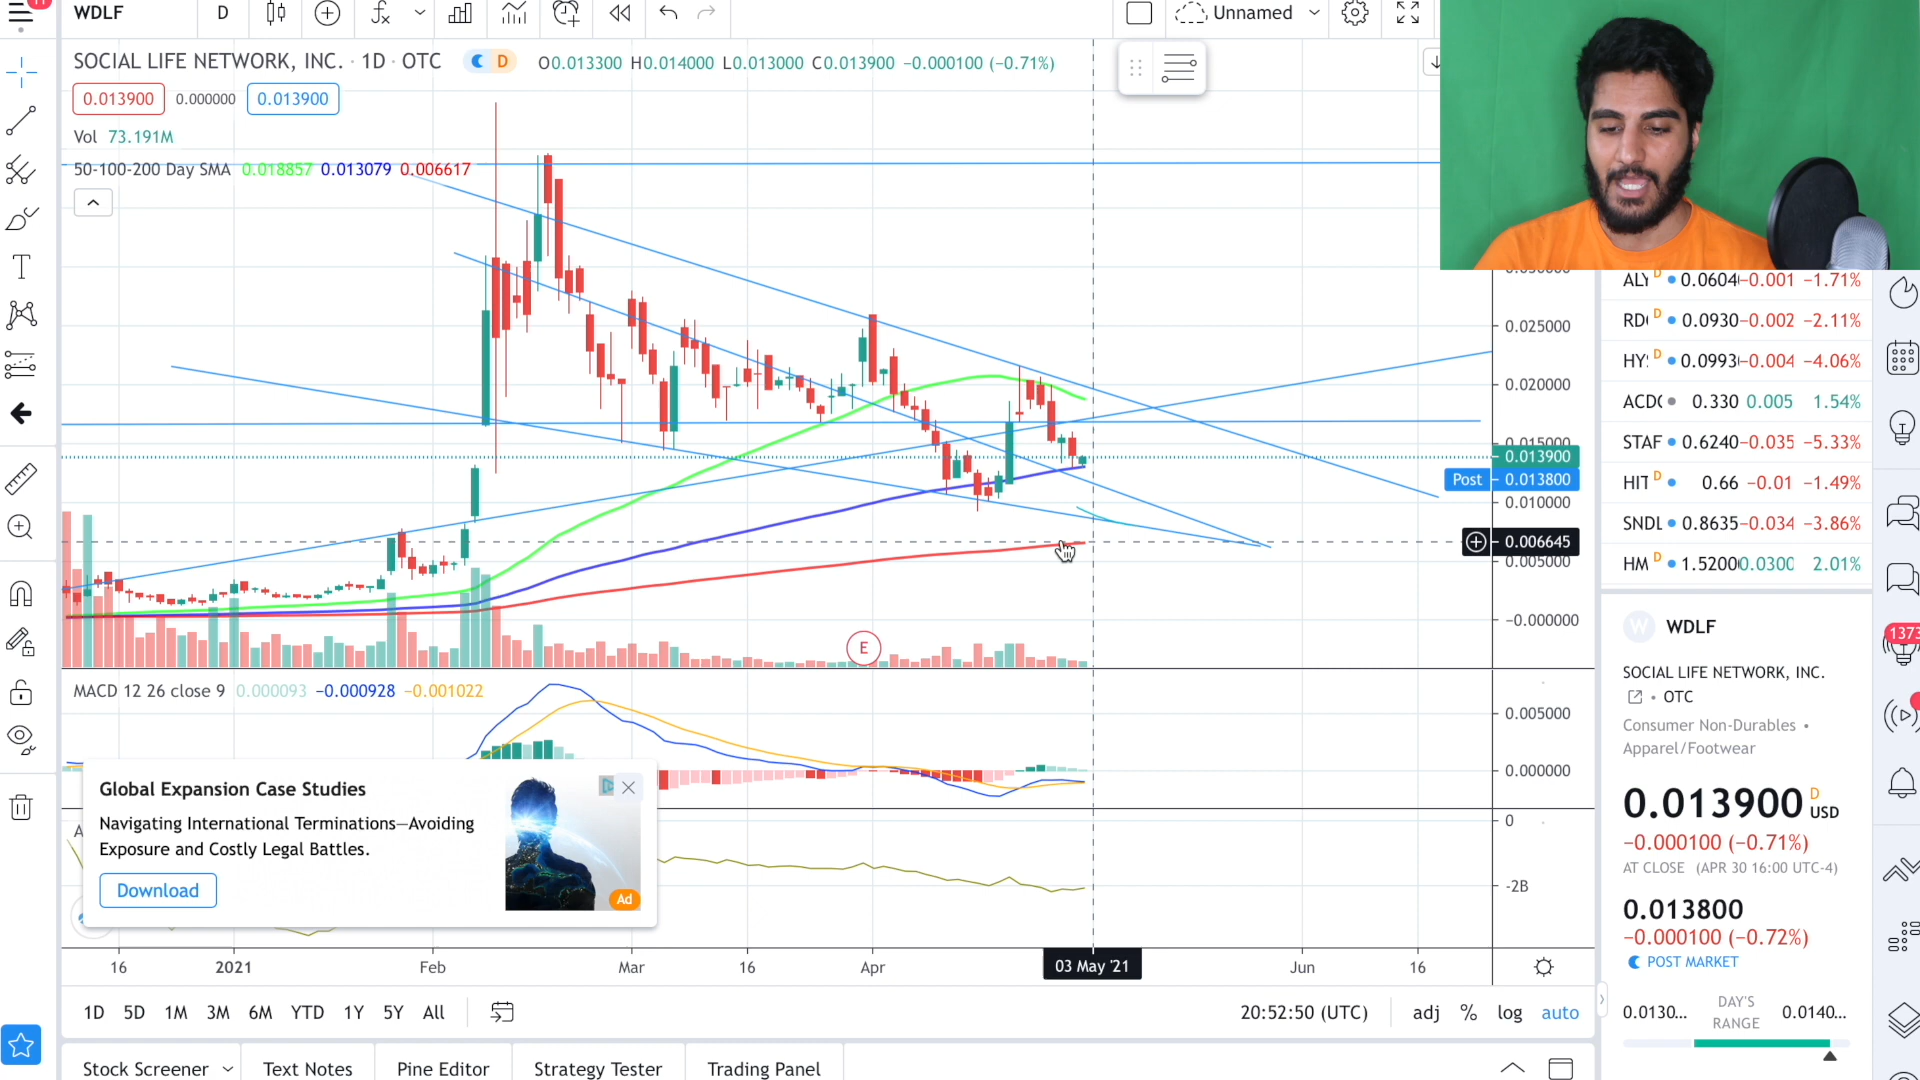 11
WDLF
D
Unnamed
SOCIAL LIFE NETWORK, INC. · 1D · OTC
D
O0.013300 H0.014000 L0.013000 C0.013900 −0.000100 (−0.71%)
0.013900
0.000000
0.013900
Vol 73.191M
50-100-200 Day SMA 0.018857 0.013079 0.006617
0.025000
0.020000
0.015000
0.013900
Post 0.013800
0.010000
0.006645
0.005000
−0.000000
E
MACD 12 26 close 9 0.000093 −0.000928 −0.001022
0.005000
0.000000
0
-2B
A
Global Expansion Case Studies
Navigating International Terminations—Avoiding
Exposure and Costly Legal Battles.
Download
Ad
16 2021 Feb Mar 16 Apr 03 May '21 Jun 16
1D 5D 1M 3M 6M YTD 1Y 5Y All
20:52:50 (UTC)
adj % log auto
Stock Screener
Text Notes
Pine Editor
Strategy Tester
Trading Panel
ALY D 0.0604 −0.001 −1.71%
RD D 0.0930 −0.002 −2.11%
HY D 0.0993 −0.004 −4.06%
ACDC 0.330 0.005 1.54%
STAF 0.6240 −0.035 −5.33%
HIT D 0.66 −0.01 −1.49%
SNDL 0.8635 −0.034 −3.86%
HM D 1.5200 0.0300 2.01%
W WDLF
SOCIAL LIFE NETWORK, INC.
• OTC
Consumer Non-Durables •
Apparel/Footwear
0.013900 D USD
−0.000100 (−0.71%)
AT CLOSE (APR 30 16:00 UTC-4)
0.013800
−0.000100 (−0.72%)
POST MARKET
0.0130... DAY'S RANGE 0.0140...
1373